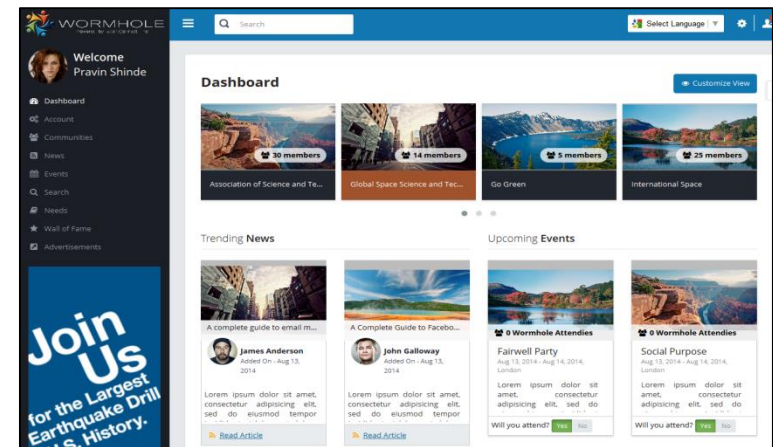 WORMHOLE
Search
Select Language
Welcome
Pravin Shinde
Dashboard
Account
Communities
News
Events
Search
Needs
Wall of Fame
Advertisements
Join
Us
for the Largest
Earthquake Drill
U.S. History.
Dashboard
Customize View
30 members
14 members
5 members
25 members
Association of Science and Te...
Global Space Science and Tec...
Go Green
International Space
Trending News
Upcoming Events
A complete guide to email m...
James Anderson
Added On - Aug 13,
2014
Lorem ipsum dolor sit amet,
consectetur adipisicing elit,
sed do eiusmod tempor
Read Article
A Complete Guide to Facebo...
John Galloway
Added On - Aug 13,
2014
Lorem ipsum dolor sit amet,
consectetur adipisicing elit,
sed do eiusmod tempor
Read Article
0 Wormhole Attendies
Fairwell Party
Aug 13, 2014 - Aug 14, 2014,
London
Lorem ipsum dolor sit
amet, consectetur
adipisicing elit, sed do
Will you attend? Yes No
0 Wormhole Attendies
Social Purpose
Aug 13, 2014 - Aug 14, 2014,
London
Lorem ipsum dolor sit
amet, consectetur
adipisicing elit, sed do
Will you attend? Yes No